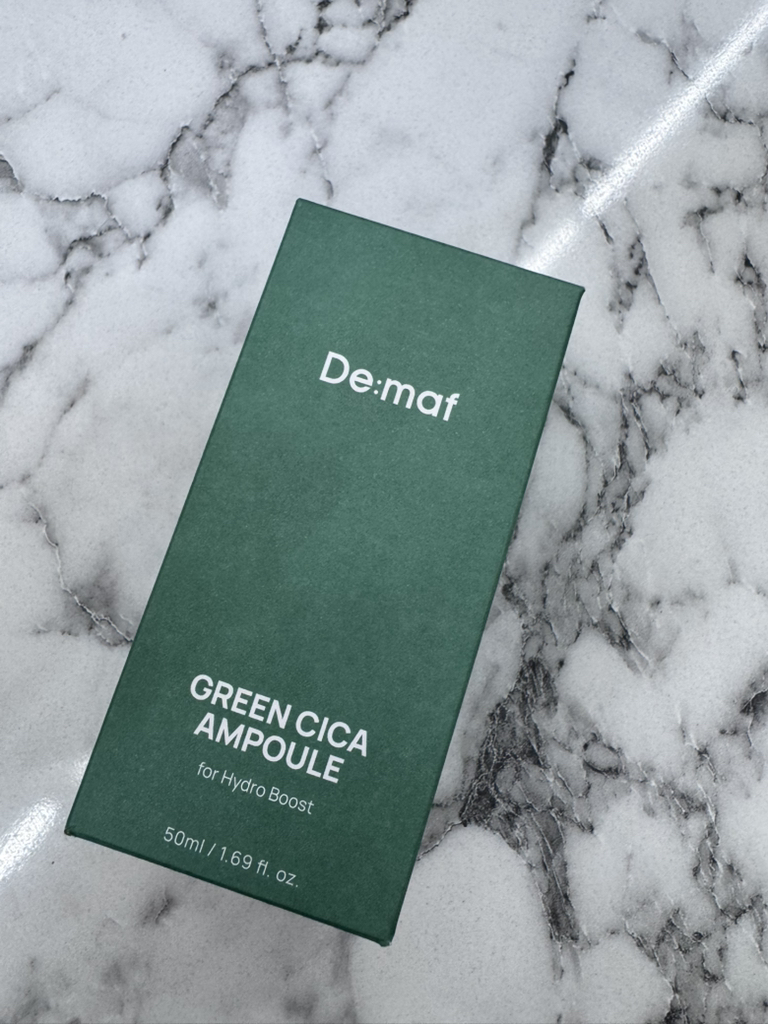 De:maf
GREEN CICA
AMPOULE
for Hydro Boost
50ml / 1.69 fl. oz.